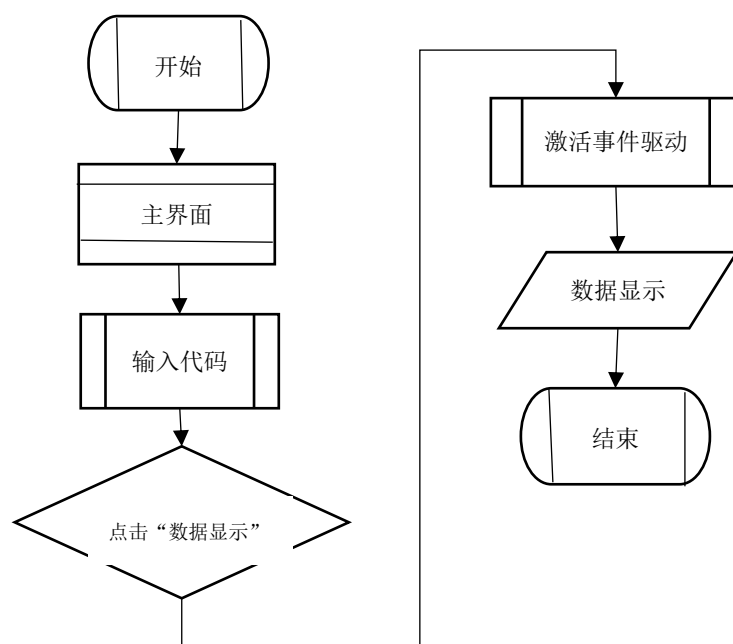 开始
主界面
输入代码
点击“数据显示”
激活事件驱动
数据显示
结束